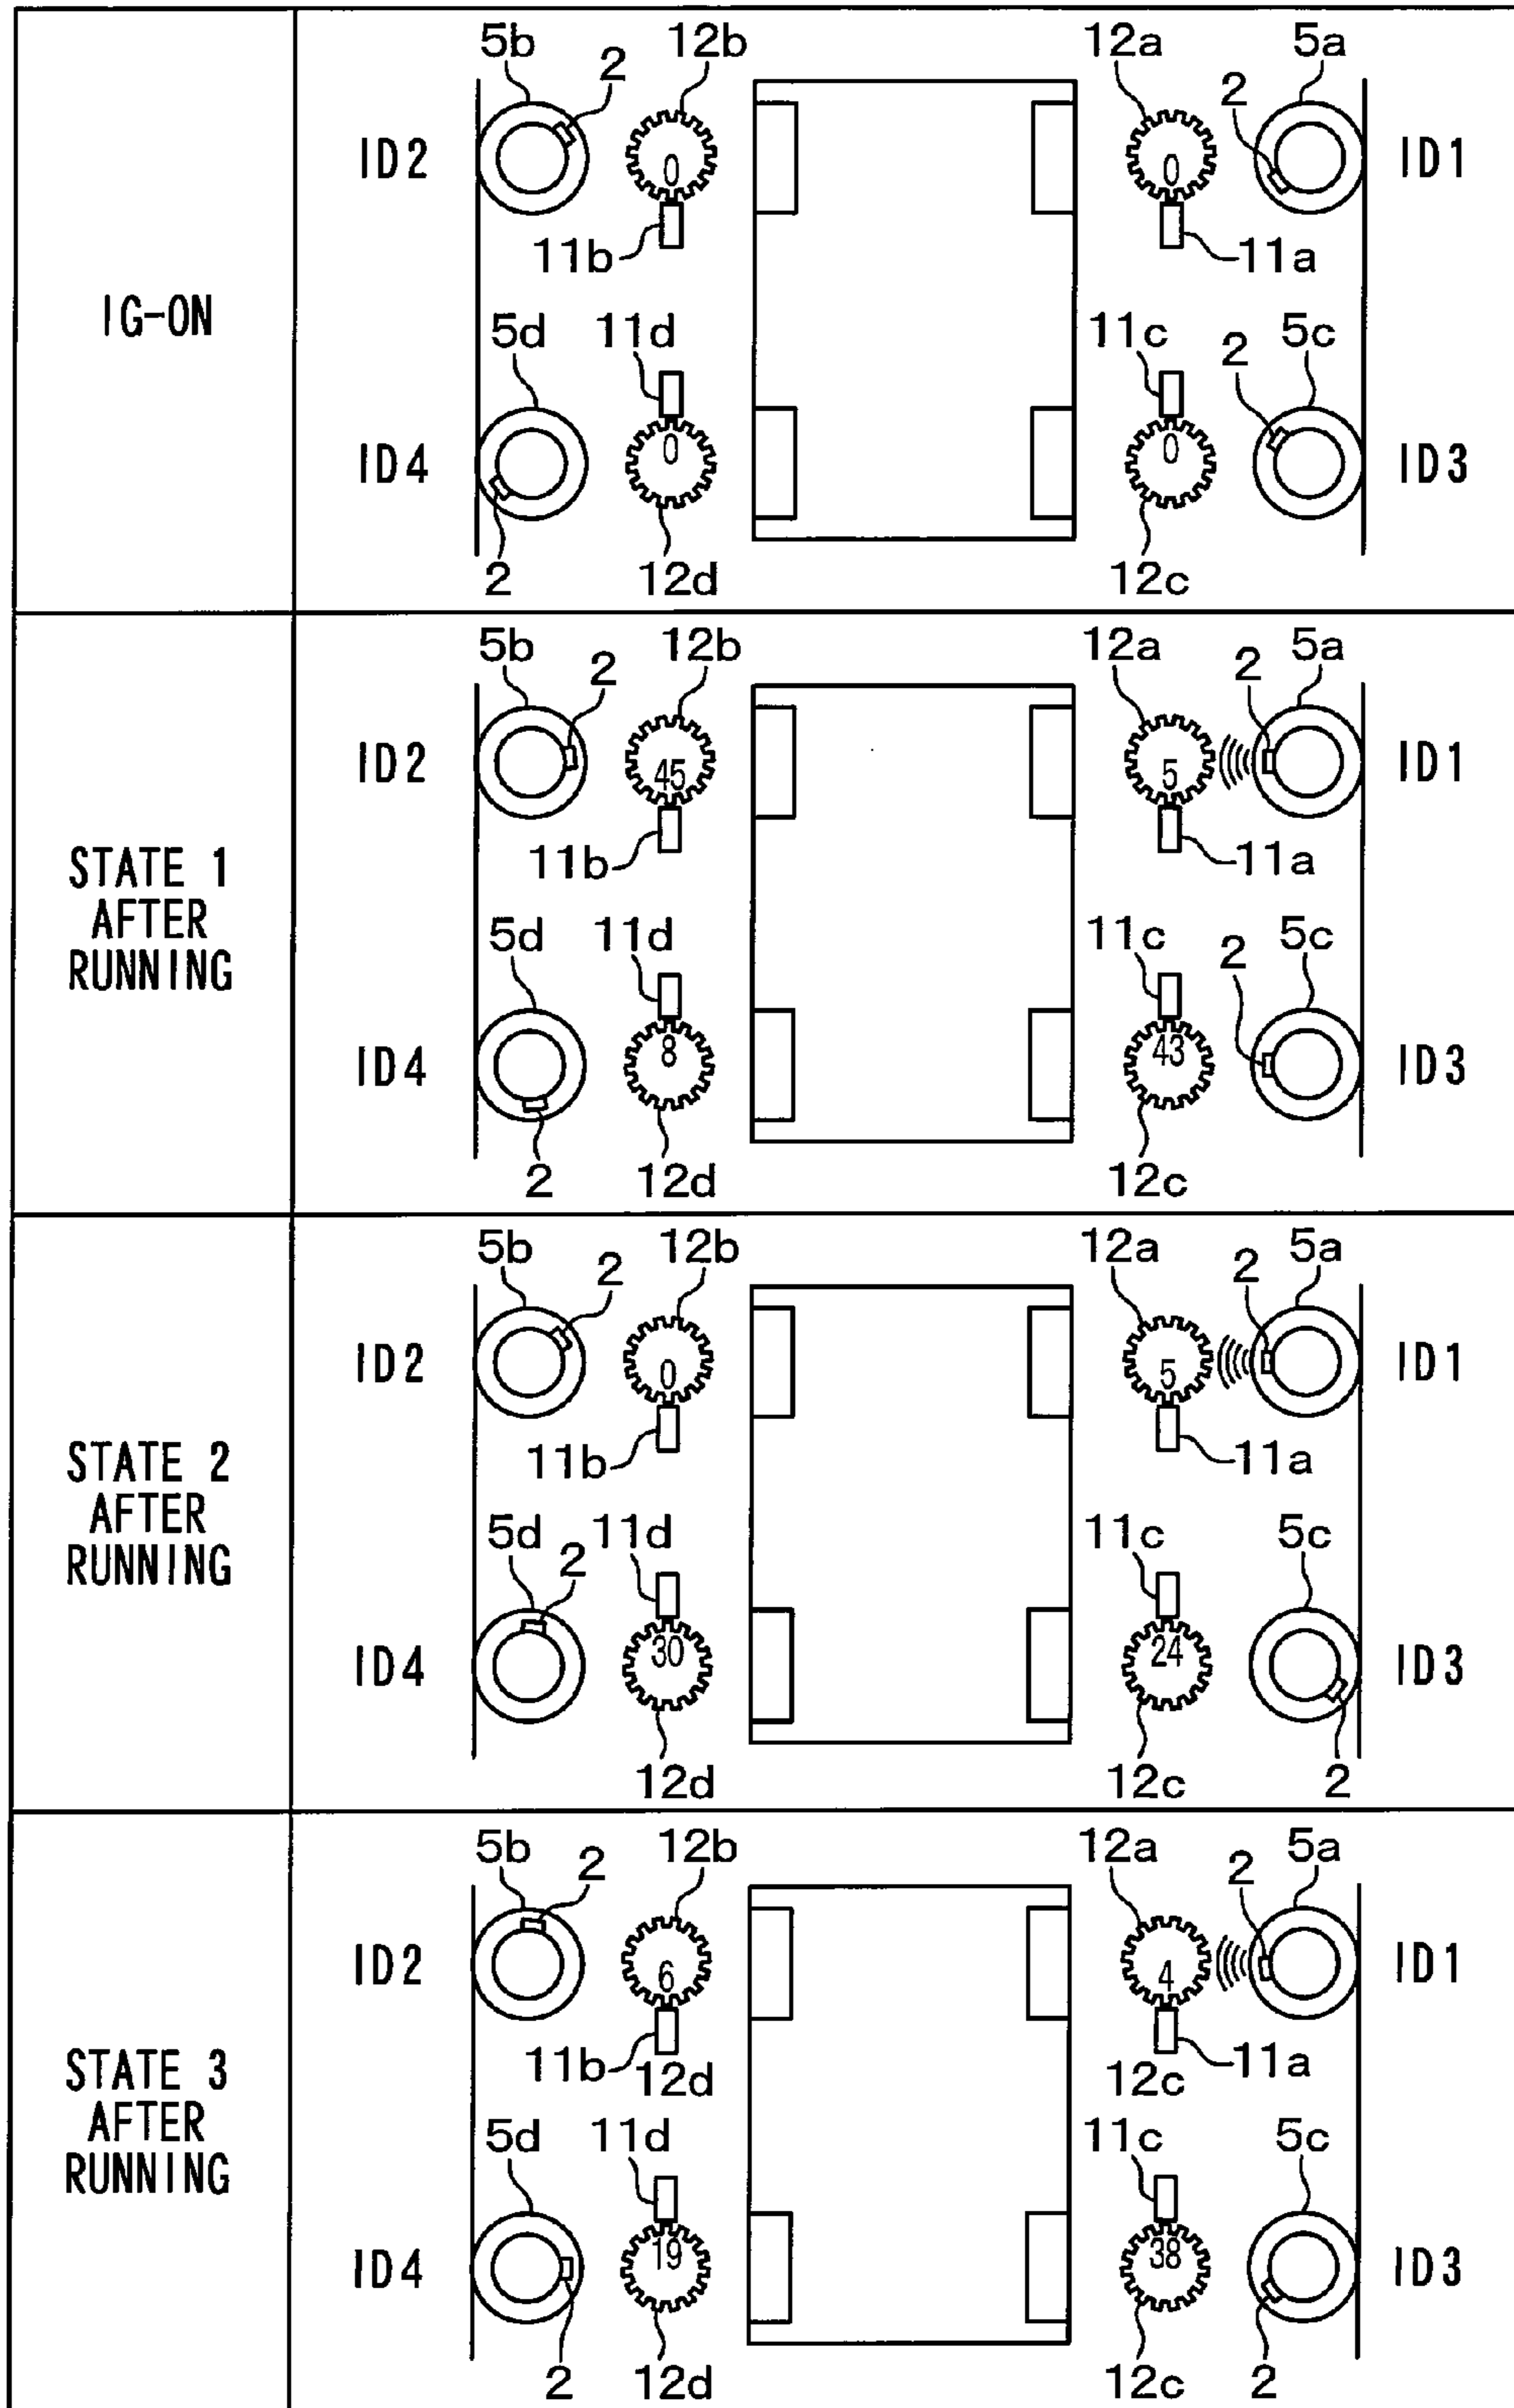 5b 2 12b 12a 2 5a
ID2 0 0 ID1
11b 11a
IG-ON
5d 11d 11c 2 5c
ID4 0 0 ID3
2 12d 12c
5b 2 12b 12a 2 5a
ID2 45 5 ID1
11b 11a
STATE 1
AFTER
RUNNING
5d 11d 11c 2 5c
ID4 8 43 ID3
2 12d 12c
5b 2 12b 12a 2 5a
ID2 0 5 ID1
11b 11a
STATE 2
AFTER
RUNNING
5d 2 11d 11c 5c
ID4 30 24 ID3
12d 12c 2
5b 2 12b 12a 2 5a
ID2 6 4 ID1
11b 12d 12c 11a
STATE 3
AFTER
RUNNING
5d 11d 11c 5c
ID4 19 38 ID3
2 12d 12c 2